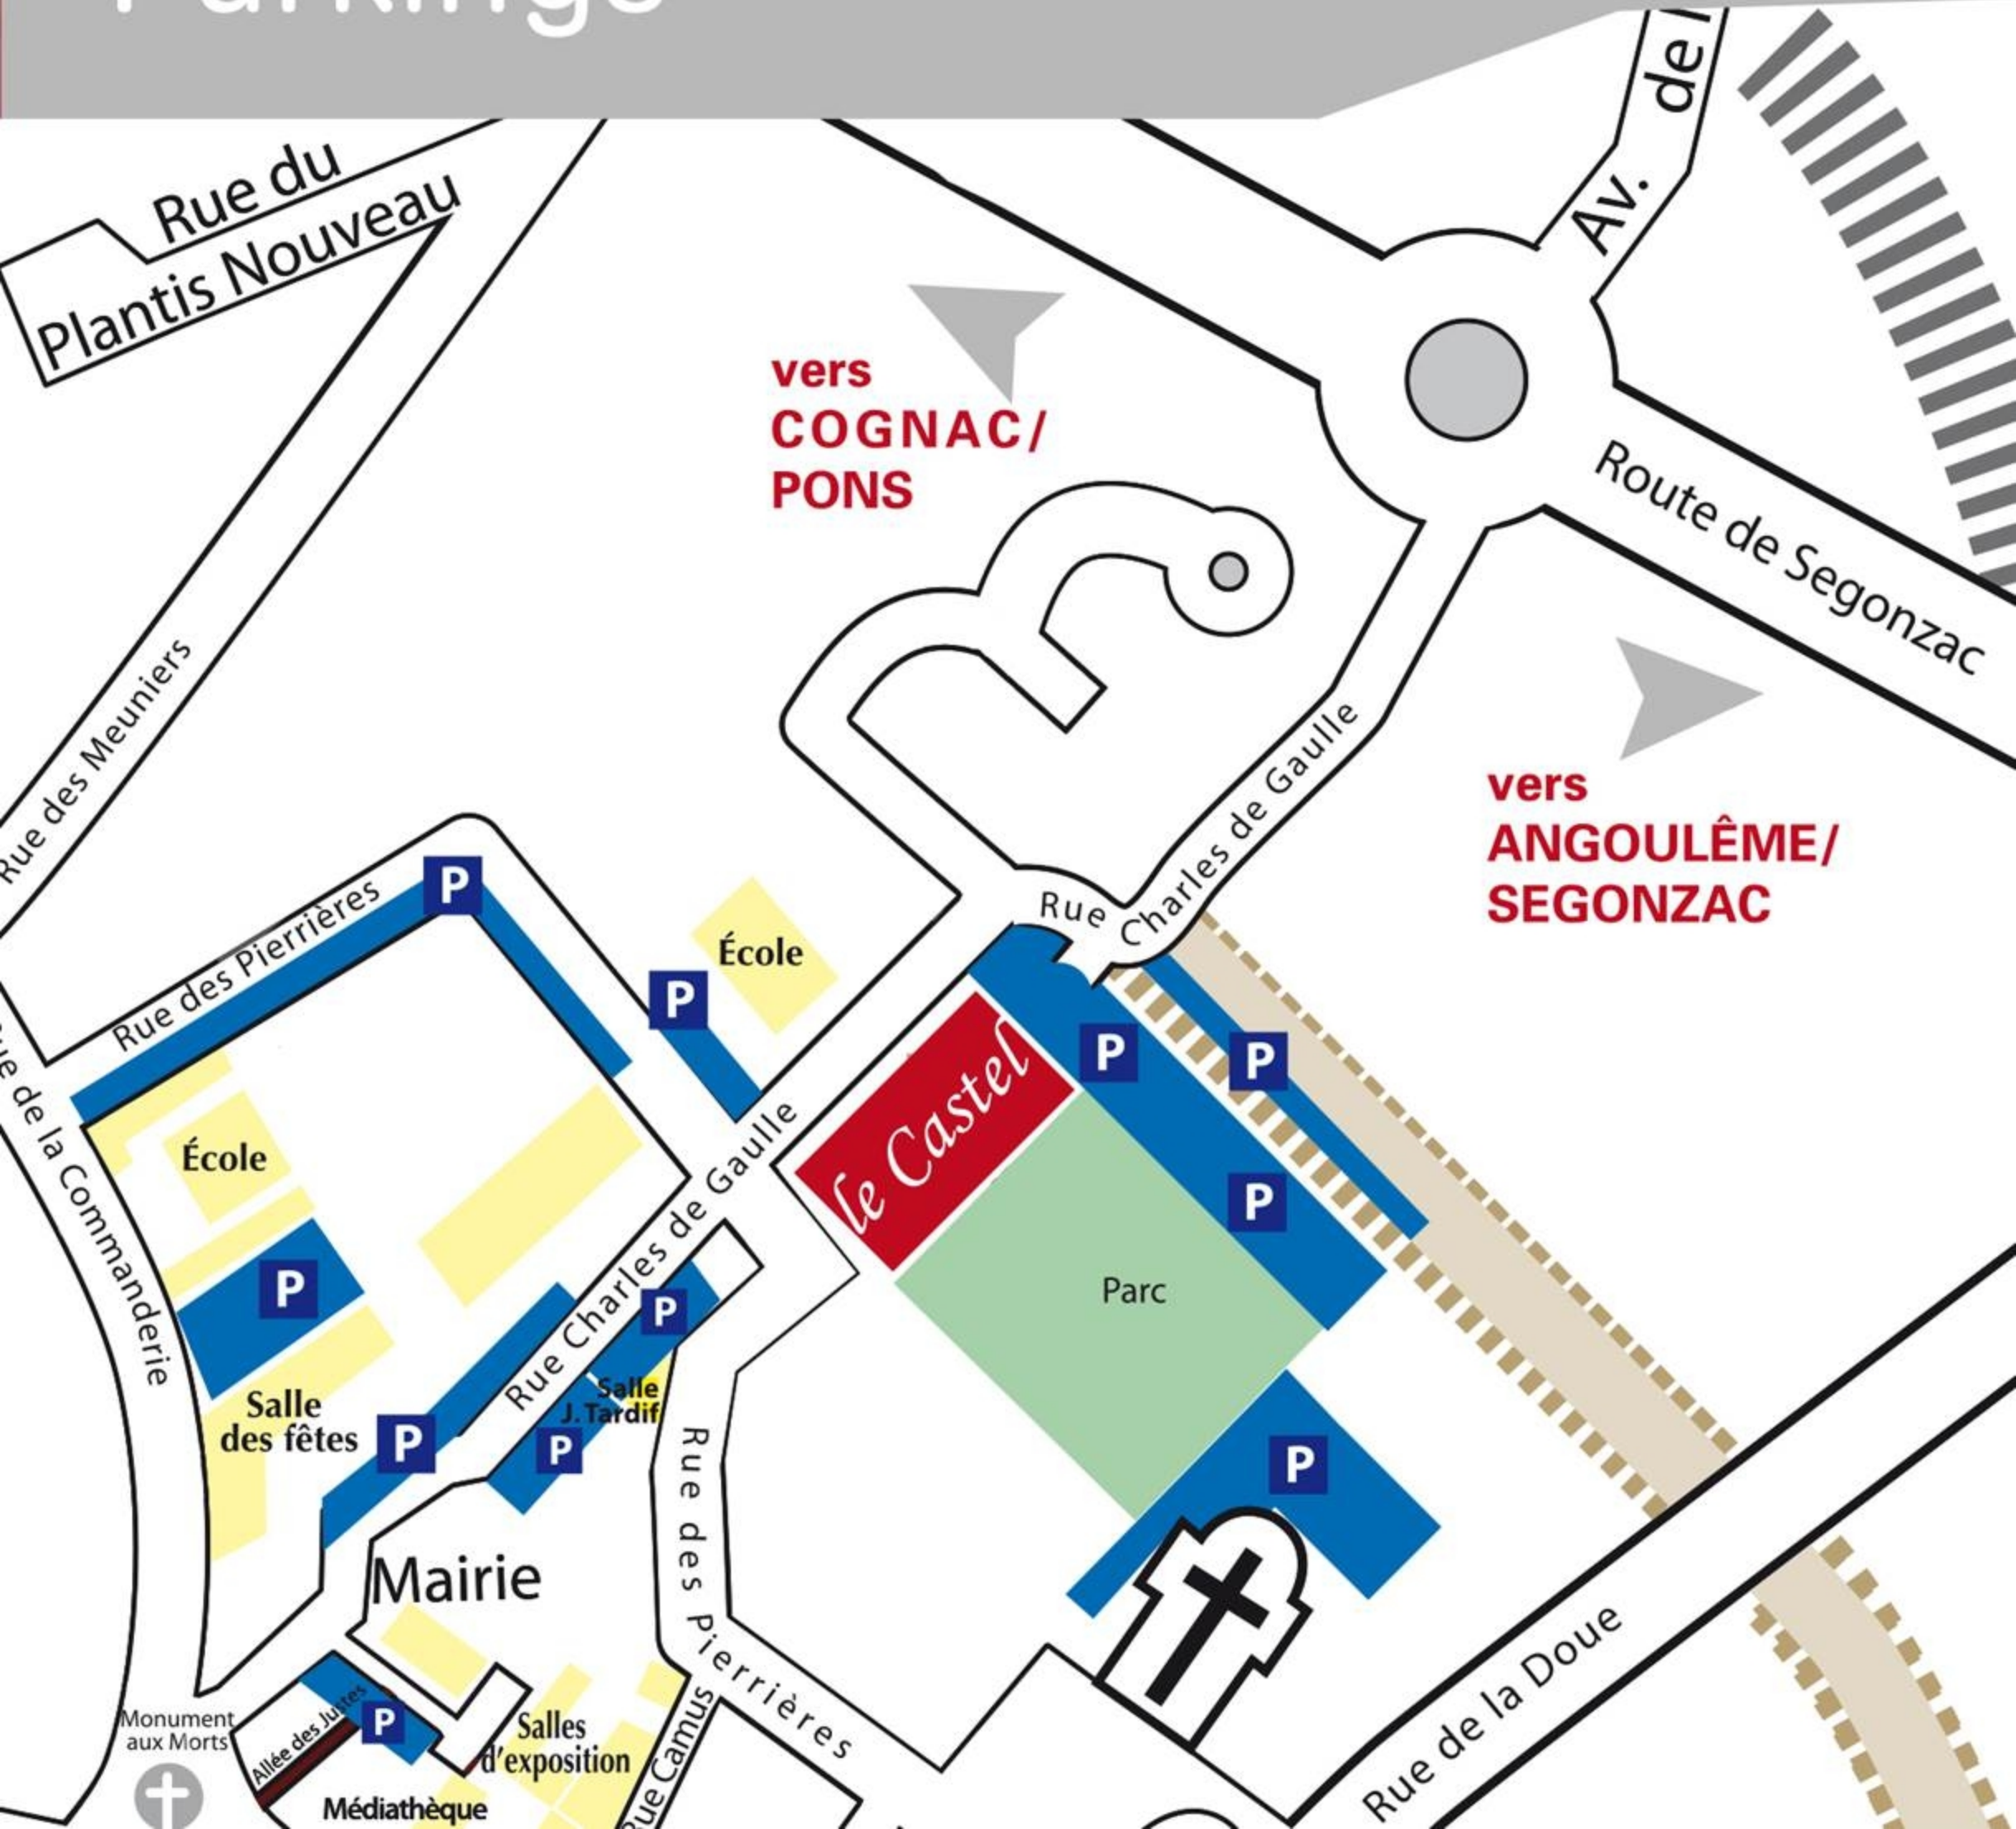 Parkings
Av. de l
Rue du
Plantis Nouveau
vers
COGNAC/
PONS
Route de Segonzac
Rue des Meuniers
vers
ANGOULÊME/
SEGONZAC
Rue Charles de Gaulle
P
Rue des Pierrières
École
P
P
P
le Castel
P
Parc
Rue de la Commanderie
École
P
Rue Charles de Gaulle
P
Salle
des fêtes
P
Salle
J. Tardif
P
P
Rue des Pierrières
Mairie
Rue de la Doue
Monument
aux Morts
Allée des Justes
P
Salles
d'exposition
Rue Camus
Médiathèque